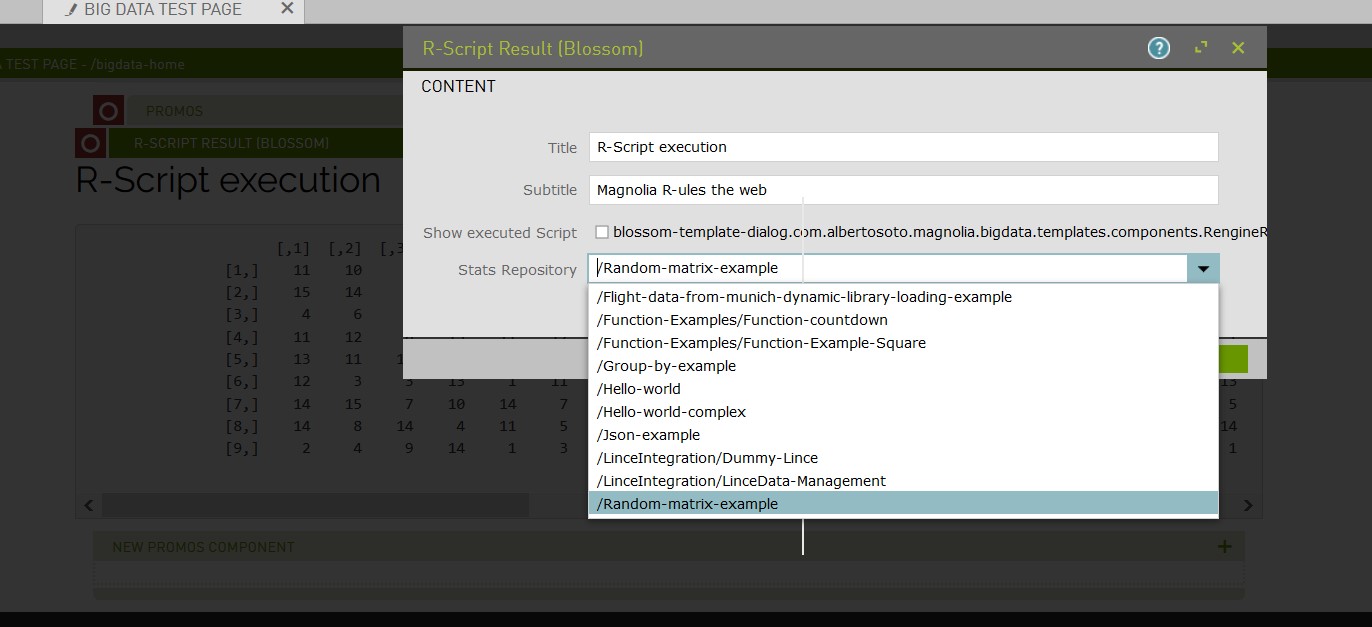 BIG DATA TEST PAGE
R-Script Result (Blossom)
TEST PAGE - /bigdata-home
CONTENT
PROMOS
R-SCRIPT RESULT (BLOSSOM)
Title R-Script execution
R-Script execution
Subtitle Magnolia R-ules the web
Show executed Script blossom-template-dialog.com.albertosoto.magnolia.bigdata.templates.components.RengineR
Stats Repository /Random-matrix-example
/Flight-data-from-munich-dynamic-library-loading-example
/Function-Examples/Function-countdown
/Function-Examples/Function-Example-Square
/Group-by-example
/Hello-world
/Hello-world-complex
/Json-example
/LinceIntegration/Dummy-Lince
/LinceIntegration/LinceData-Management
/Random-matrix-example
[,1] [,2] [,3
[1,] 11 10
[2,] 15 14
[3,] 4 6
[4,] 11 12
[5,] 13 11 1
[6,] 12 3 5 13 1 11 13
[7,] 14 15 7 10 14 7 5
[8,] 14 8 14 4 11 5 14
[9,] 2 4 9 14 1 3 1
NEW PROMOS COMPONENT